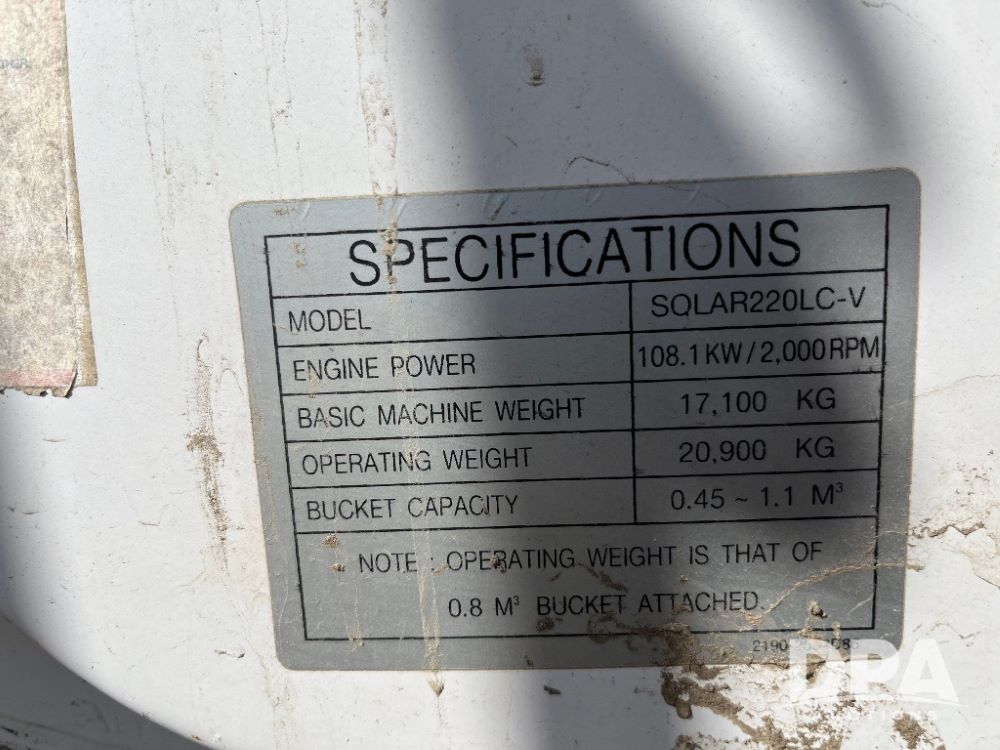 SPECIFICATIONS
MODEL SOLAR220LC-V
ENGINE POWER 108.1KW/2,000RPM
BASIC MACHINE WEIGHT 17,100 KG
OPERATING WEIGHT 20,900 KG
BUCKET CAPACITY 0.45 ~ 1.1 M³
NOTE : OPERATING WEIGHT IS THAT OF
0.8 M³ BUCKET ATTACHED.
DPA